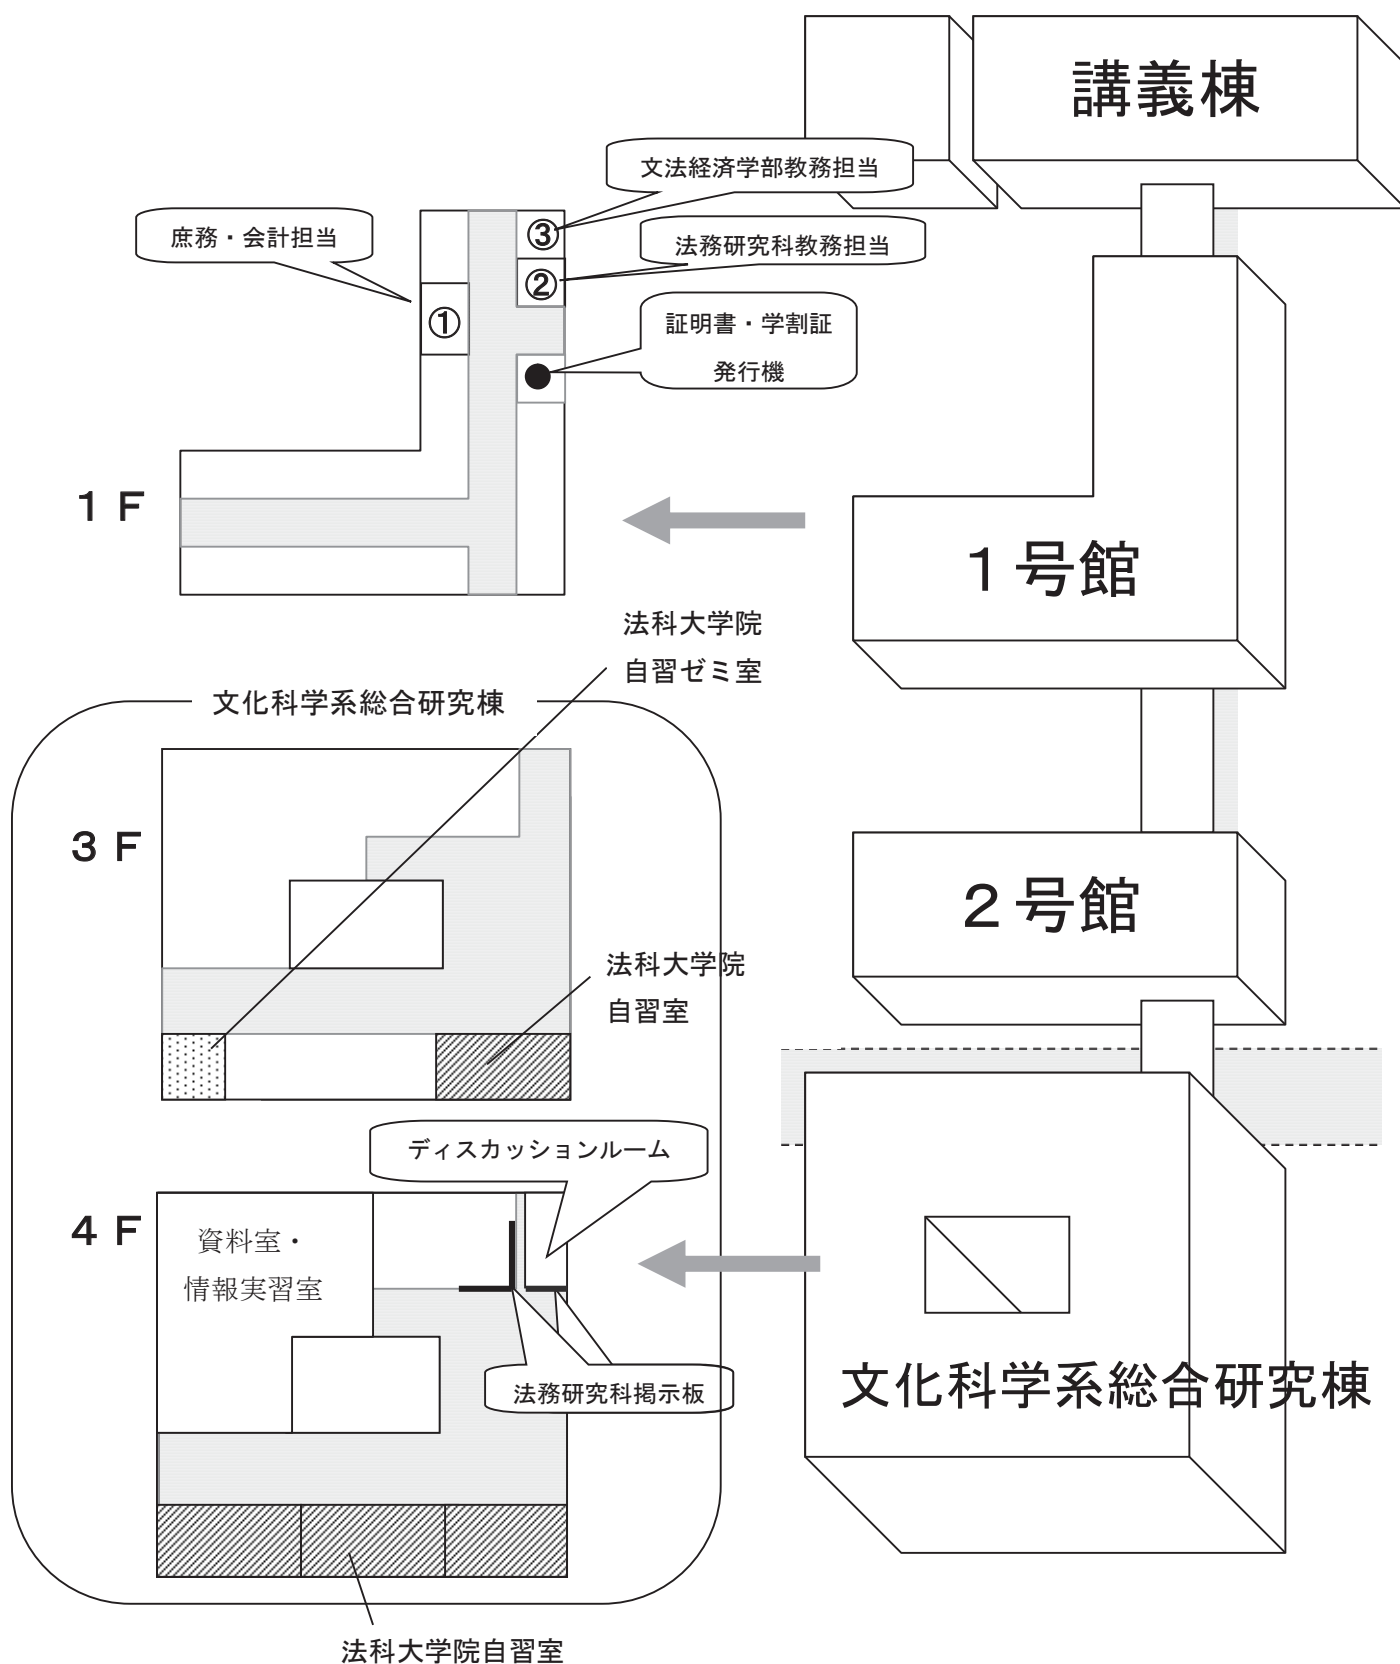 講義棟
文法経済学部教務担当
庶務・会計担当
③
法務研究科教務担当
②
①
証明書・学割証
発行機
1F
1号館
法科大学院
自習ゼミ室
文化科学系総合研究棟
3F
2号館
法科大学院
自習室
ディスカッションルーム
4F
資料室・
情報実習室
法務研究科掲示板
文化科学系総合研究棟
法科大学院自習室